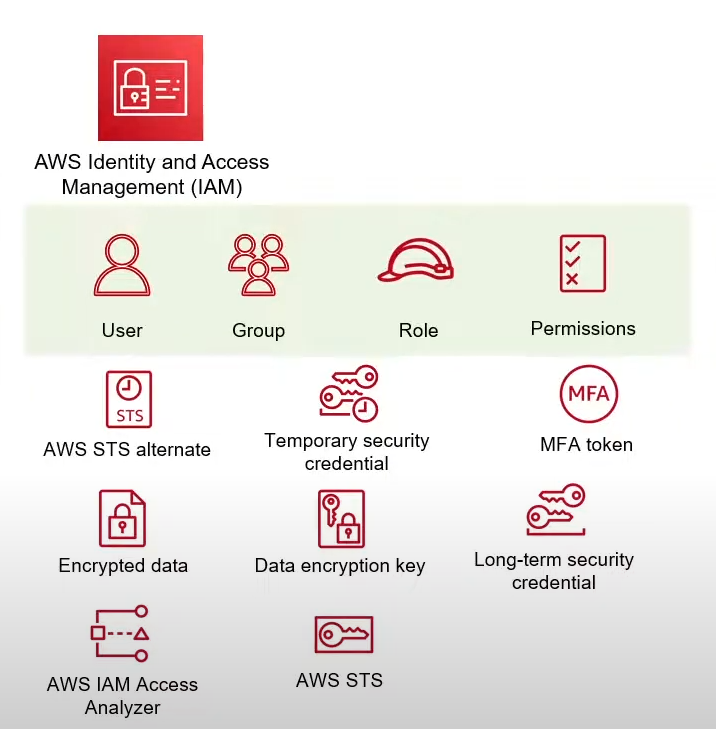 AWS Identity and Access
Management (IAM)
User
Group
Role
Permissions
STS
AWS STS alternate
Temporary security
credential
MFA
MFA token
Encrypted data
Data encryption key
Long-term security
credential
AWS IAM Access
Analyzer
AWS STS